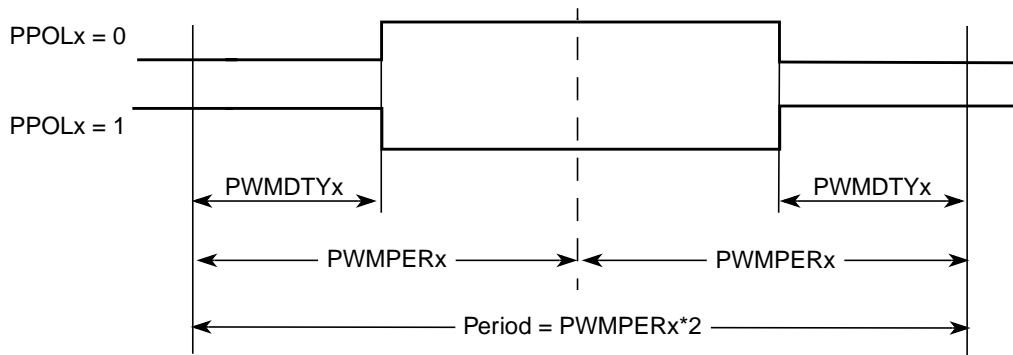 PPOLx = 0
PPOLx = 1
PWMDTYx
PWMDTYx
PWMPERx
PWMPERx
Period = PWMPERx*2